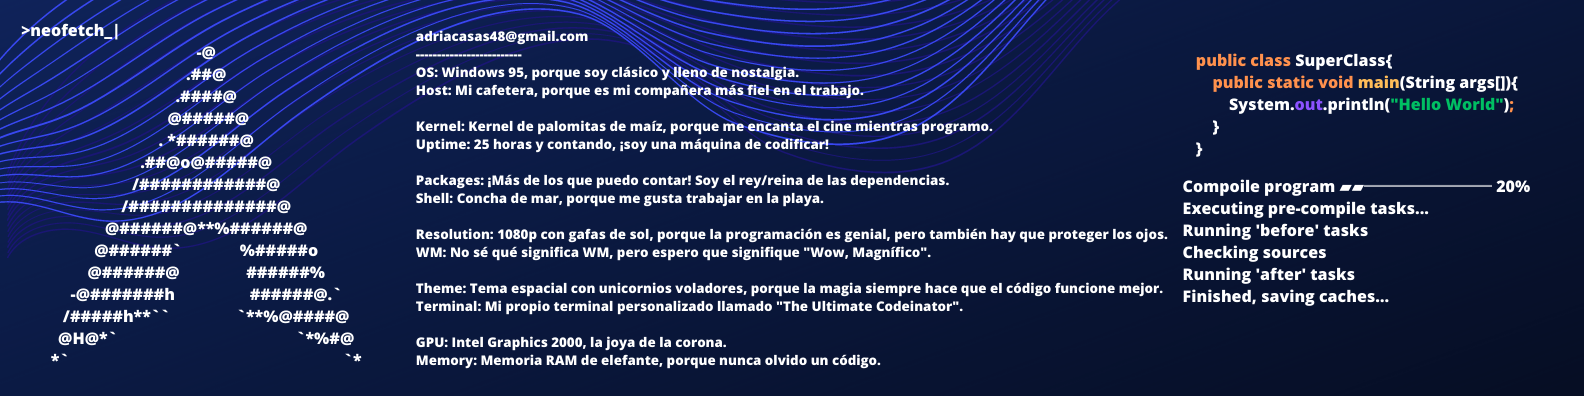 >neofetch_|
-@
.##@
.####@
@#####@
. *######@
.##@o@#####@
/############@
/##############@
@######@**%######@
@######` %#####o
@######@ ######%
-@#######h ######@.`
/#####h**`` `**%@####@
@H@*` `*%#@
*` `*
adriacasas48@gmail.com
-------------------------
OS: Windows 95, porque soy clásico y lleno de nostalgia.
Host: Mi cafetera, porque es mi compañera más fiel en el trabajo.
Kernel: Kernel de palomitas de maíz, porque me encanta el cine mientras programo.
Uptime: 25 horas y contando, ¡soy una máquina de codificar!
Packages: ¡Más de los que puedo contar! Soy el rey/reina de las dependencias.
Shell: Concha de mar, porque me gusta trabajar en la playa.
Resolution: 1080p con gafas de sol, porque la programación es genial, pero también hay que proteger los ojos.
WM: No sé qué significa WM, pero espero que signifique "Wow, Magnífico".
Theme: Tema espacial con unicornios voladores, porque la magia siempre hace que el código funcione mejor.
Terminal: Mi propio terminal personalizado llamado "The Ultimate Codeinator".
GPU: Intel Graphics 2000, la joya de la corona.
Memory: Memoria RAM de elefante, porque nunca olvido un código.
public class SuperClass{
public static void main(String args[]){
System.out.println("Hello World");
}
}
Compoile program ▰▰────────── 20%
Executing pre-compile tasks...
Running 'before' tasks
Checking sources
Running 'after' tasks
Finished, saving caches...